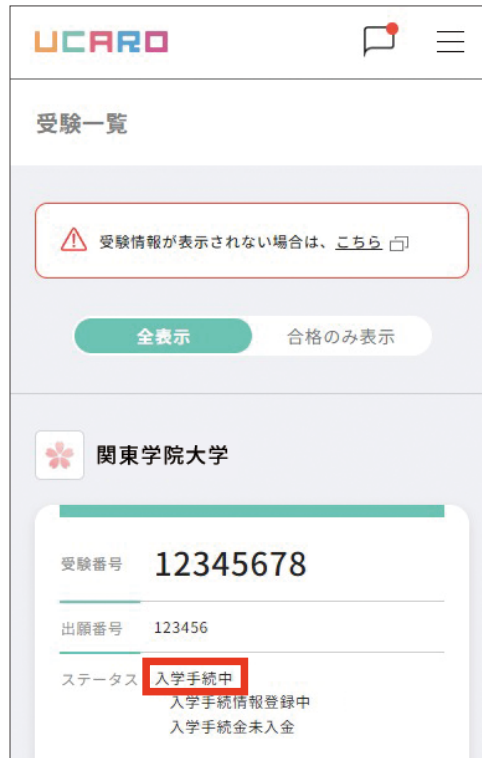 UCARO
受験一覧
受験情報が表示されない場合は、こちら
全表示 合格のみ表示
関東学院大学
受験番号 12345678
出願番号 123456
ステータス 入学手続中
入学手続情報登録中
入学手続金未入金